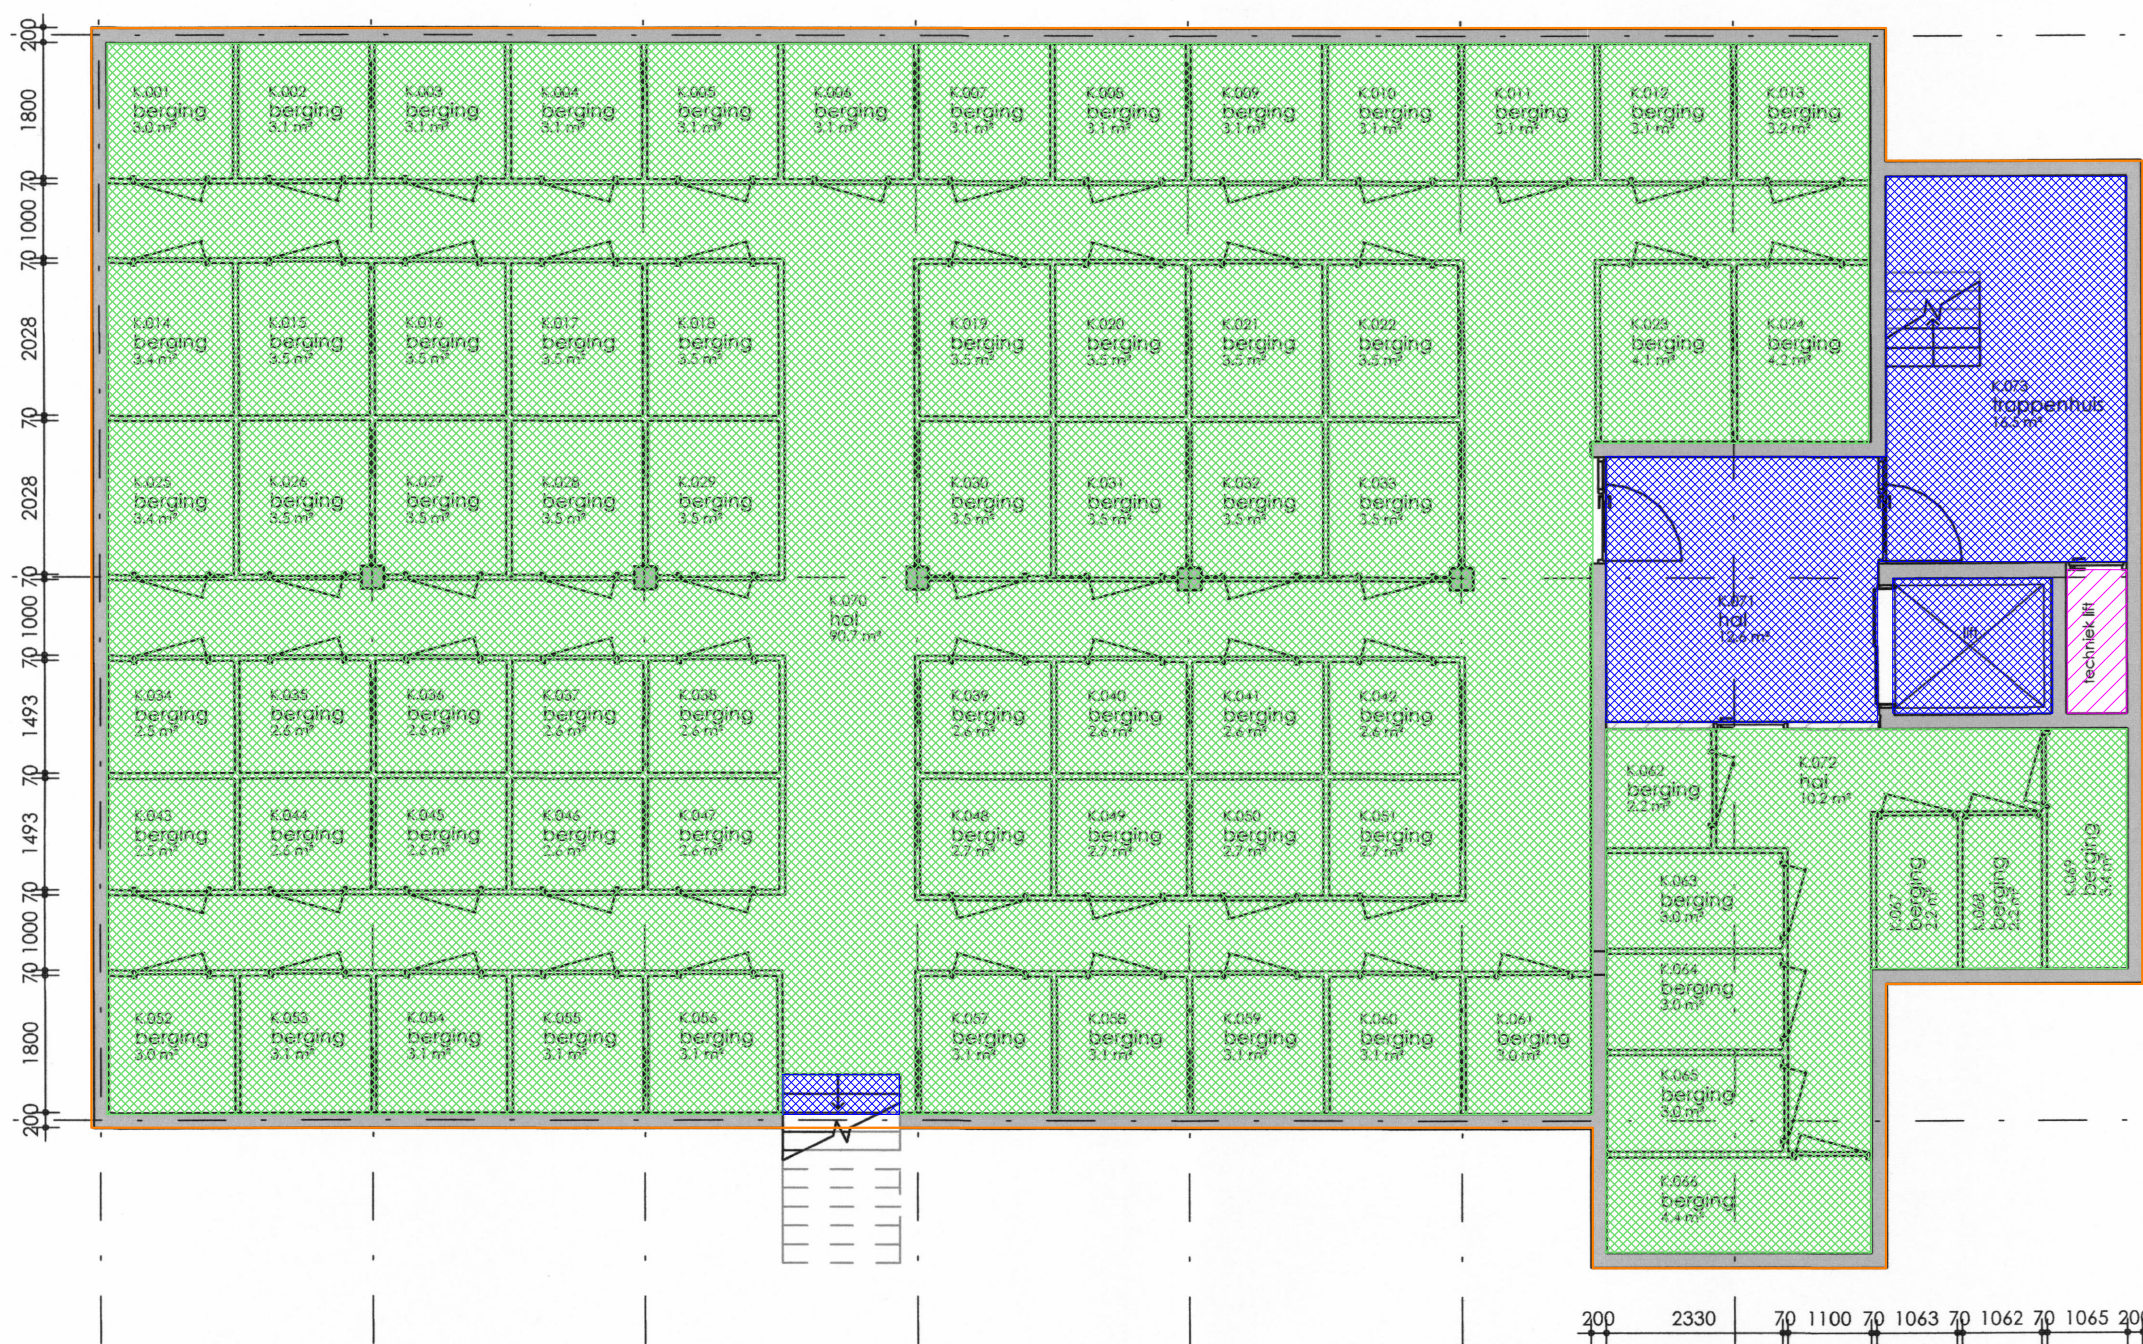 K.001
berging
3.0 m²
K.002
berging
3.1 m²
K.003
berging
3.1 m²
K.004
berging
3.1 m²
K.005
berging
3.1 m²
K.006
berging
3.1 m²
K.007
berging
3.1 m²
K.008
berging
3.1 m²
K.009
berging
3.1 m²
K.010
berging
3.1 m²
K.011
berging
3.1 m²
K.012
berging
3.1 m²
K.013
berging
3.2 m²
K.014
berging
3.4 m²
K.015
berging
3.5 m²
K.016
berging
3.5 m²
K.017
berging
3.5 m²
K.018
berging
3.5 m²
K.019
berging
3.5 m²
K.020
berging
3.5 m²
K.021
berging
3.5 m²
K.022
berging
3.5 m²
K.023
berging
4.1 m²
K.024
berging
4.2 m²
K.073
trappenhuis
16.5 m²
K.025
berging
3.4 m²
K.026
berging
3.5 m²
K.027
berging
3.5 m²
K.028
berging
3.5 m²
K.029
berging
3.5 m²
K.030
berging
3.5 m²
K.031
berging
3.5 m²
K.032
berging
3.5 m²
K.033
berging
3.5 m²
K.070
hal
90.7 m²
K.071
hal
12.6 m²
lift
techniek lift
K.034
berging
2.5 m²
K.035
berging
2.6 m²
K.036
berging
2.6 m²
K.037
berging
2.6 m²
K.038
berging
2.6 m²
K.039
berging
2.6 m²
K.040
berging
2.6 m²
K.041
berging
2.6 m²
K.042
berging
2.6 m²
K.062
berging
2.2 m²
K.072
hal
10.2 m²
K.043
berging
2.5 m²
K.044
berging
2.6 m²
K.045
berging
2.6 m²
K.046
berging
2.6 m²
K.047
berging
2.6 m²
K.048
berging
2.7 m²
K.049
berging
2.7 m²
K.050
berging
2.7 m²
K.051
berging
2.7 m²
K.063
berging
3.0 m²
K.067
berging
2.2 m²
K.068
berging
2.2 m²
K.069
berging
3.4 m²
K.064
berging
3.0 m²
K.052
berging
3.0 m²
K.053
berging
3.1 m²
K.054
berging
3.1 m²
K.055
berging
3.1 m²
K.056
berging
3.1 m²
K.057
berging
3.1 m²
K.058
berging
3.1 m²
K.059
berging
3.1 m²
K.060
berging
3.1 m²
K.061
berging
3.0 m²
K.065
berging
3.0 m²
K.066
berging
4.4 m²
200
1800
70
1000
70
2028
70
2028
70
1000
70
1493
70
1493
70
1000
70
1800
200
200 2330 70 1100 70 1063 70 1062 70 1065 200